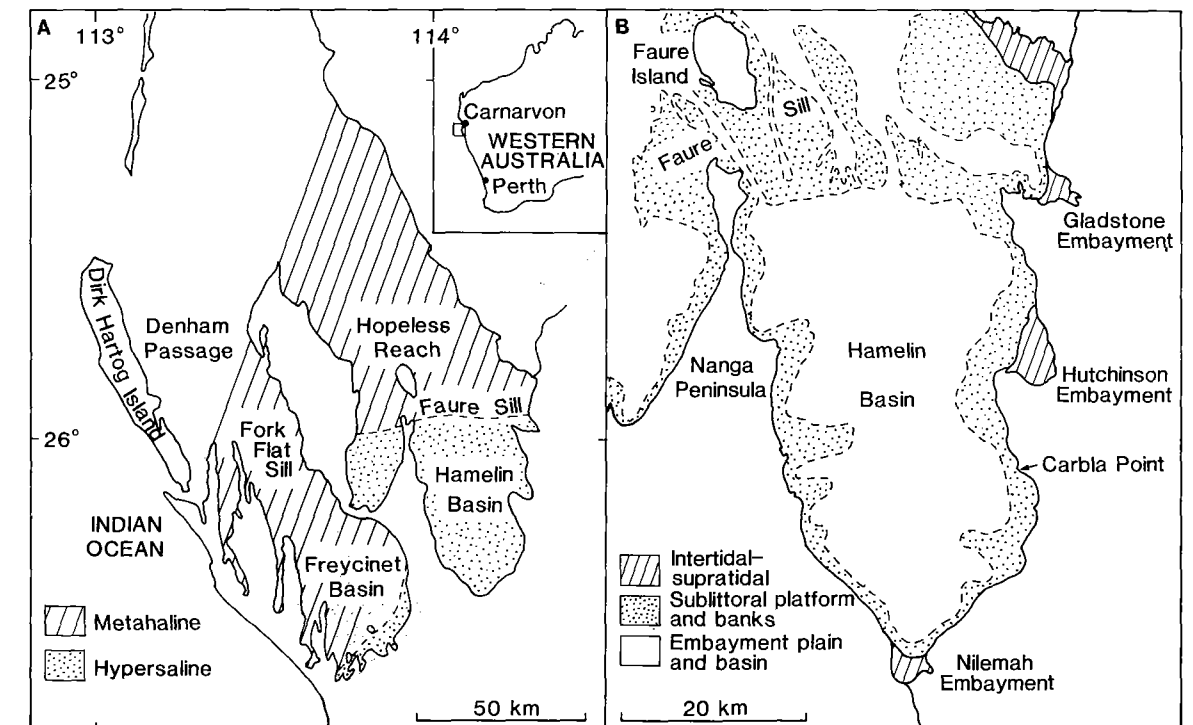 A
113°
114°
25°
Carnarvon
WESTERN
AUSTRALIA
Perth
Dirk Hartog Island
Denham
Passage
Hopeless
Reach
Faure Sill
26°
Fork
Flat
Sill
Hamelin
Basin
INDIAN
OCEAN
Freycinet
Basin
Metahaline
Hypersaline
50 km
B
Faure
Island
Sill
Faure
Gladstone
Embayment
Hamelin
Basin
Nanga
Peninsula
Hutchinson
Embayment
Carbla Point
Intertidal–
supratidal
Sublittoral platform
and banks
Embayment plain
and basin
Nilemah
Embayment
20 km